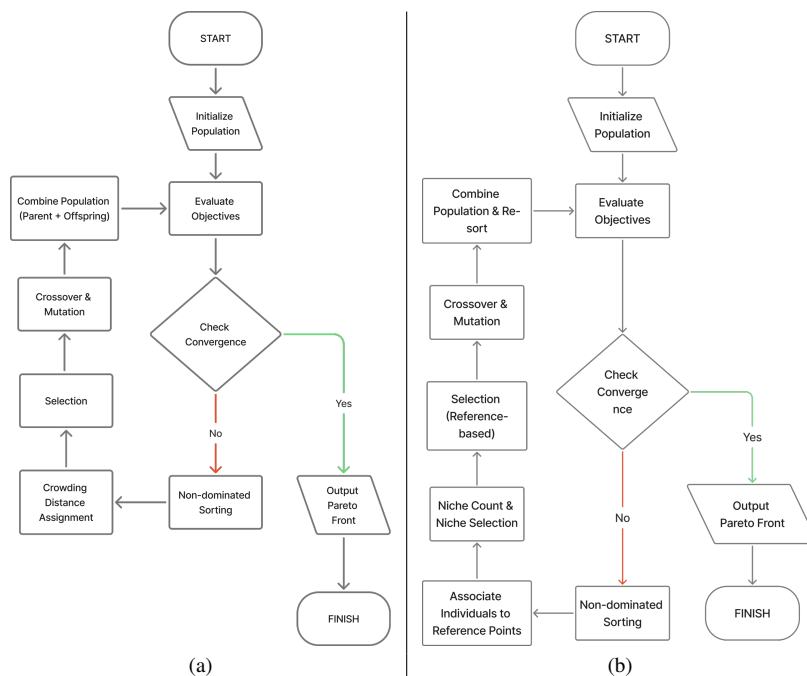 START
Initialize
Population
Combine Population
(Parent + Offspring)
Evaluate
Objectives
Crossover &
Mutation
Check
Convergence
Selection
Yes
No
Crowding
Distance
Assignment
Non-dominated
Sorting
Output
Pareto
Front
FINISH
(a)
START
Initialize
Population
Combine
Population & Re-
sort
Evaluate
Objectives
Crossover &
Mutation
Check
Converge
nce
Selection
(Reference-
based)
Yes
Niche Count &
Niche Selection
No
Output
Pareto Front
Associate
Individuals to
Reference Points
Non-dominated
Sorting
FINISH
(b)